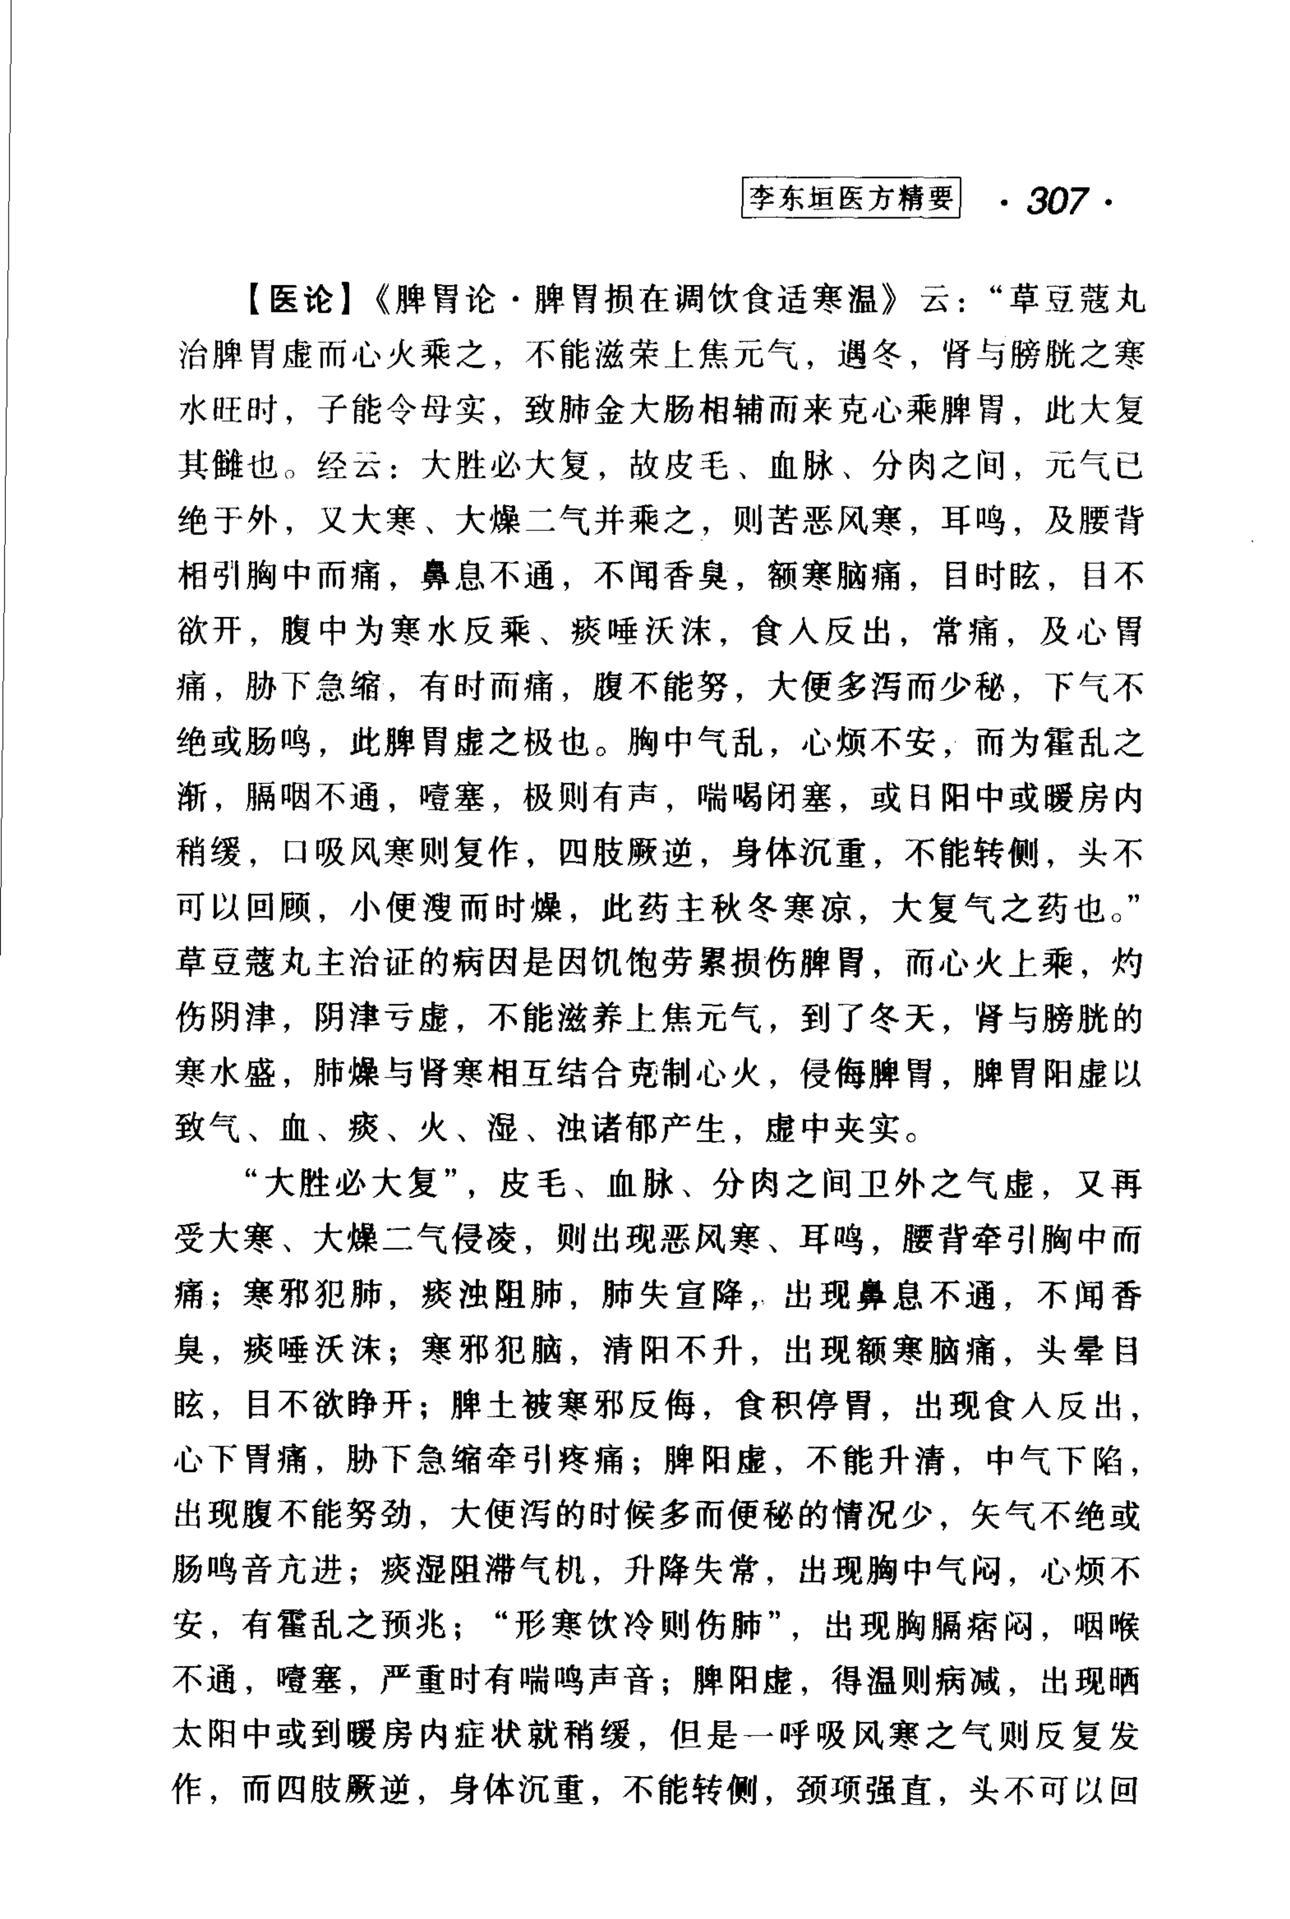 李东垣医方精要 ·307·
【医论】《脾胃论·脾胃损在调饮食适寒温》云：“草豆蔻丸
治脾胃虚而心火乘之，不能滋荣上焦元气，遇冬，肾与膀胱之寒
水旺时，子能令母实，致肺金大肠相辅而来克心乘脾胃，此大复
其雠也。经云：大胜必大复，故皮毛、血脉、分肉之间，元气已
绝于外，又大寒、大燥二气并乘之，则苦恶风寒，耳鸣，及腰背
相引胸中而痛，鼻息不通，不闻香臭，额寒脑痛，目时眩，目不
欲开，腹中为寒水反乘、痰唾沃沫，食入反出，常痛，及心胃
痛，胁下急缩，有时而痛，腹不能努，大便多泻而少秘，下气不
绝或肠鸣，此脾胃虚之极也。胸中气乱，心烦不安，而为霍乱之
渐，膈咽不通，噎塞，极则有声，喘喝闭塞，或日阳中或暖房内
稍缓，口吸风寒则复作，四肢厥逆，身体沉重，不能转侧，头不
可以回顾，小便溲而时燥，此药主秋冬寒凉，大复气之药也。”
草豆蔻丸主治证的病因是因饥饱劳累损伤脾胃，而心火上乘，灼
伤阴津，阴津亏虚，不能滋养上焦元气，到了冬天，肾与膀胱的
寒水盛，肺燥与肾寒相互结合克制心火，侵侮脾胃，脾胃阳虚以
致气、血、痰、火、湿、浊诸郁产生，虚中夹实。
“大胜必大复”，皮毛、血脉、分肉之间卫外之气虚，又再
受大寒、大燥二气侵凌，则出现恶风寒、耳鸣，腰背牵引胸中而
痛；寒邪犯肺，痰浊阻肺，肺失宣降，出现鼻息不通，不闻香
臭，痰唾沃沫；寒邪犯脑，清阳不升，出现额寒脑痛，头晕目
眩，目不欲睁开；脾土被寒邪反侮，食积停胃，出现食入反出，
心下胃痛，胁下急缩牵引疼痛；脾阳虚，不能升清，中气下陷，
出现腹不能努劲，大便泻的时候多而便秘的情况少，矢气不绝或
肠鸣音亢进；痰湿阻滞气机，升降失常，出现胸中气闷，心烦不
安，有霍乱之预兆；“形寒饮冷则伤肺”，出现胸膈痞闷，咽喉
不通，噎塞，严重时有喘鸣声音；脾阳虚，得温则病减，出现晒
太阳中或到暖房内症状就稍缓，但是一呼吸风寒之气则反复发
作，而四肢厥逆，身体沉重，不能转侧，颈项强直，头不可以回